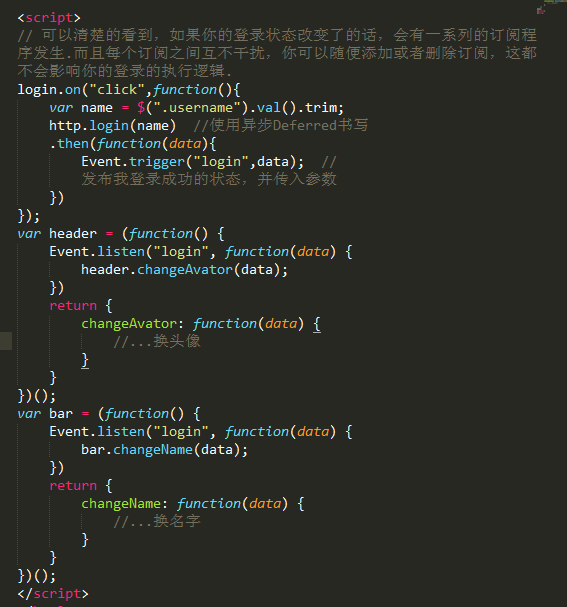 <script>
// 可以清楚的看到，如果你的登录状态改变了的话，会有一系列的订阅程
序发生.而且每个订阅之间互不干扰，你可以随便添加或者删除订阅，这都
不会影响你的登录的执行逻辑.
login.on("click",function(){
    var name = $(".username").val().trim;
    http.login(name)  //使用异步Deferred书写
    .then(function(data){
        Event.trigger("login",data);  //
        发布我登录成功的状态，并传入参数
    })
});
var header = (function() {
    Event.listen("login", function(data) {
        header.changeAvator(data);
    })
    return {
        changeAvator: function(data) {
            //...换头像
        }
    }
})();
var bar = (function() {
    Event.listen("login", function(data) {
        bar.changeName(data);
    })
    return {
        changeName: function(data) {
            //...换名字
        }
    }
})();
</script>